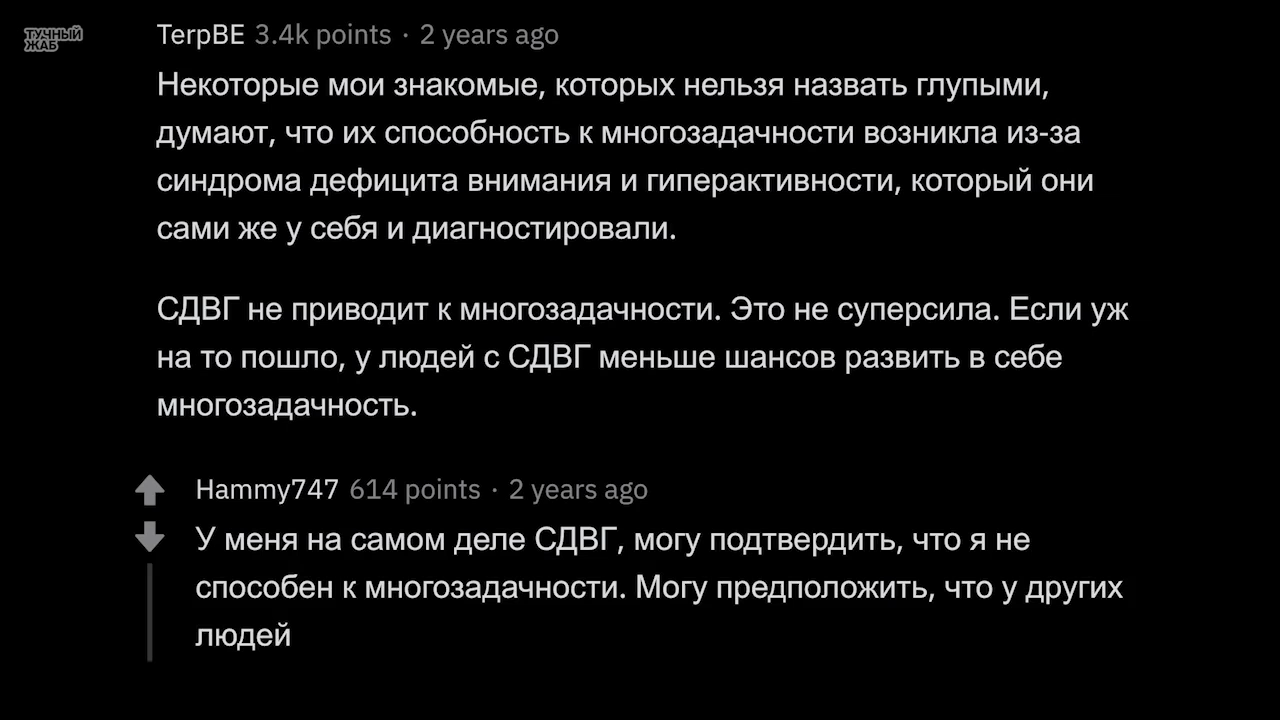 ТУЧНЫЙ
ЖАБ
TerpBE 3.4k points · 2 years ago
Некоторые мои знакомые, которых нельзя назвать глупыми,
думают, что их способность к многозадачности возникла из-за
синдрома дефицита внимания и гиперактивности, который они
сами же у себя и диагностировали.
СДВГ не приводит к многозадачности. Это не суперсила. Если уж
на то пошло, у людей с СДВГ меньше шансов развить в себе
многозадачность.
Hammy747 614 points · 2 years ago
У меня на самом деле СДВГ, могу подтвердить, что я не
способен к многозадачности. Могу предположить, что у других
людей